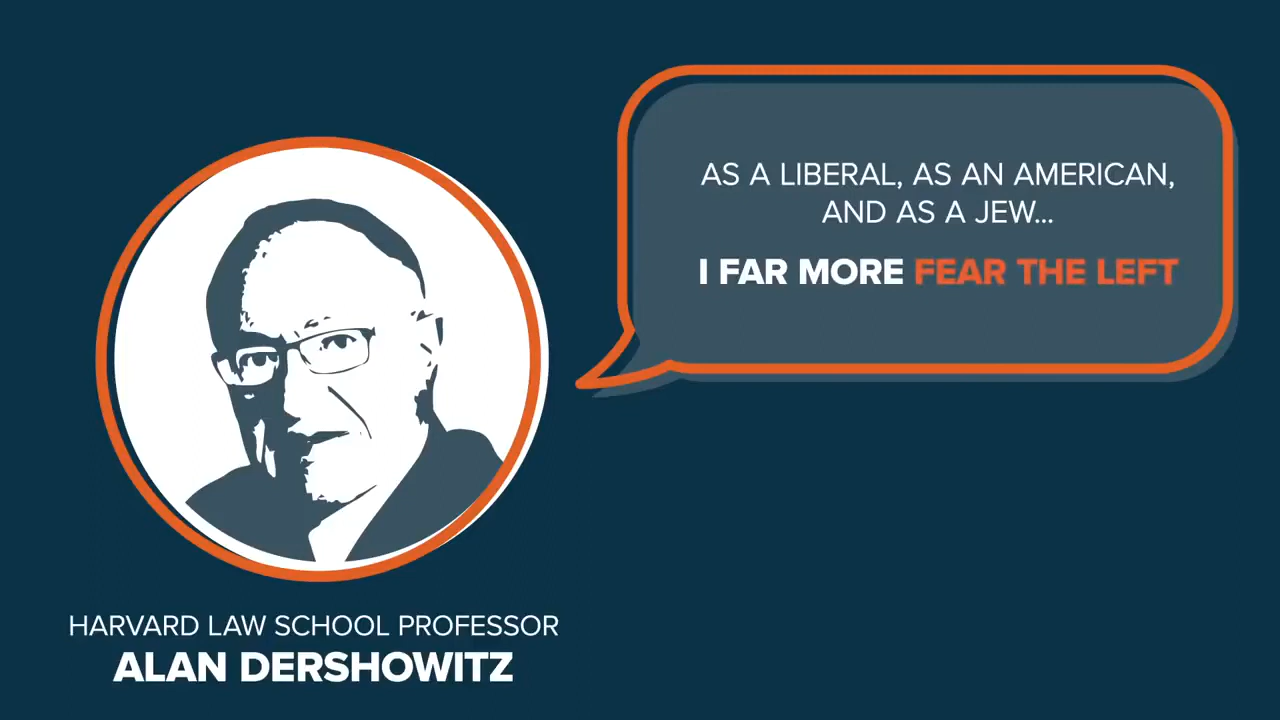 AS A LIBERAL, AS AN AMERICAN,
AND AS A JEW...
I FAR MORE FEAR THE LEFT
HARVARD LAW SCHOOL PROFESSOR
ALAN DERSHOWITZ